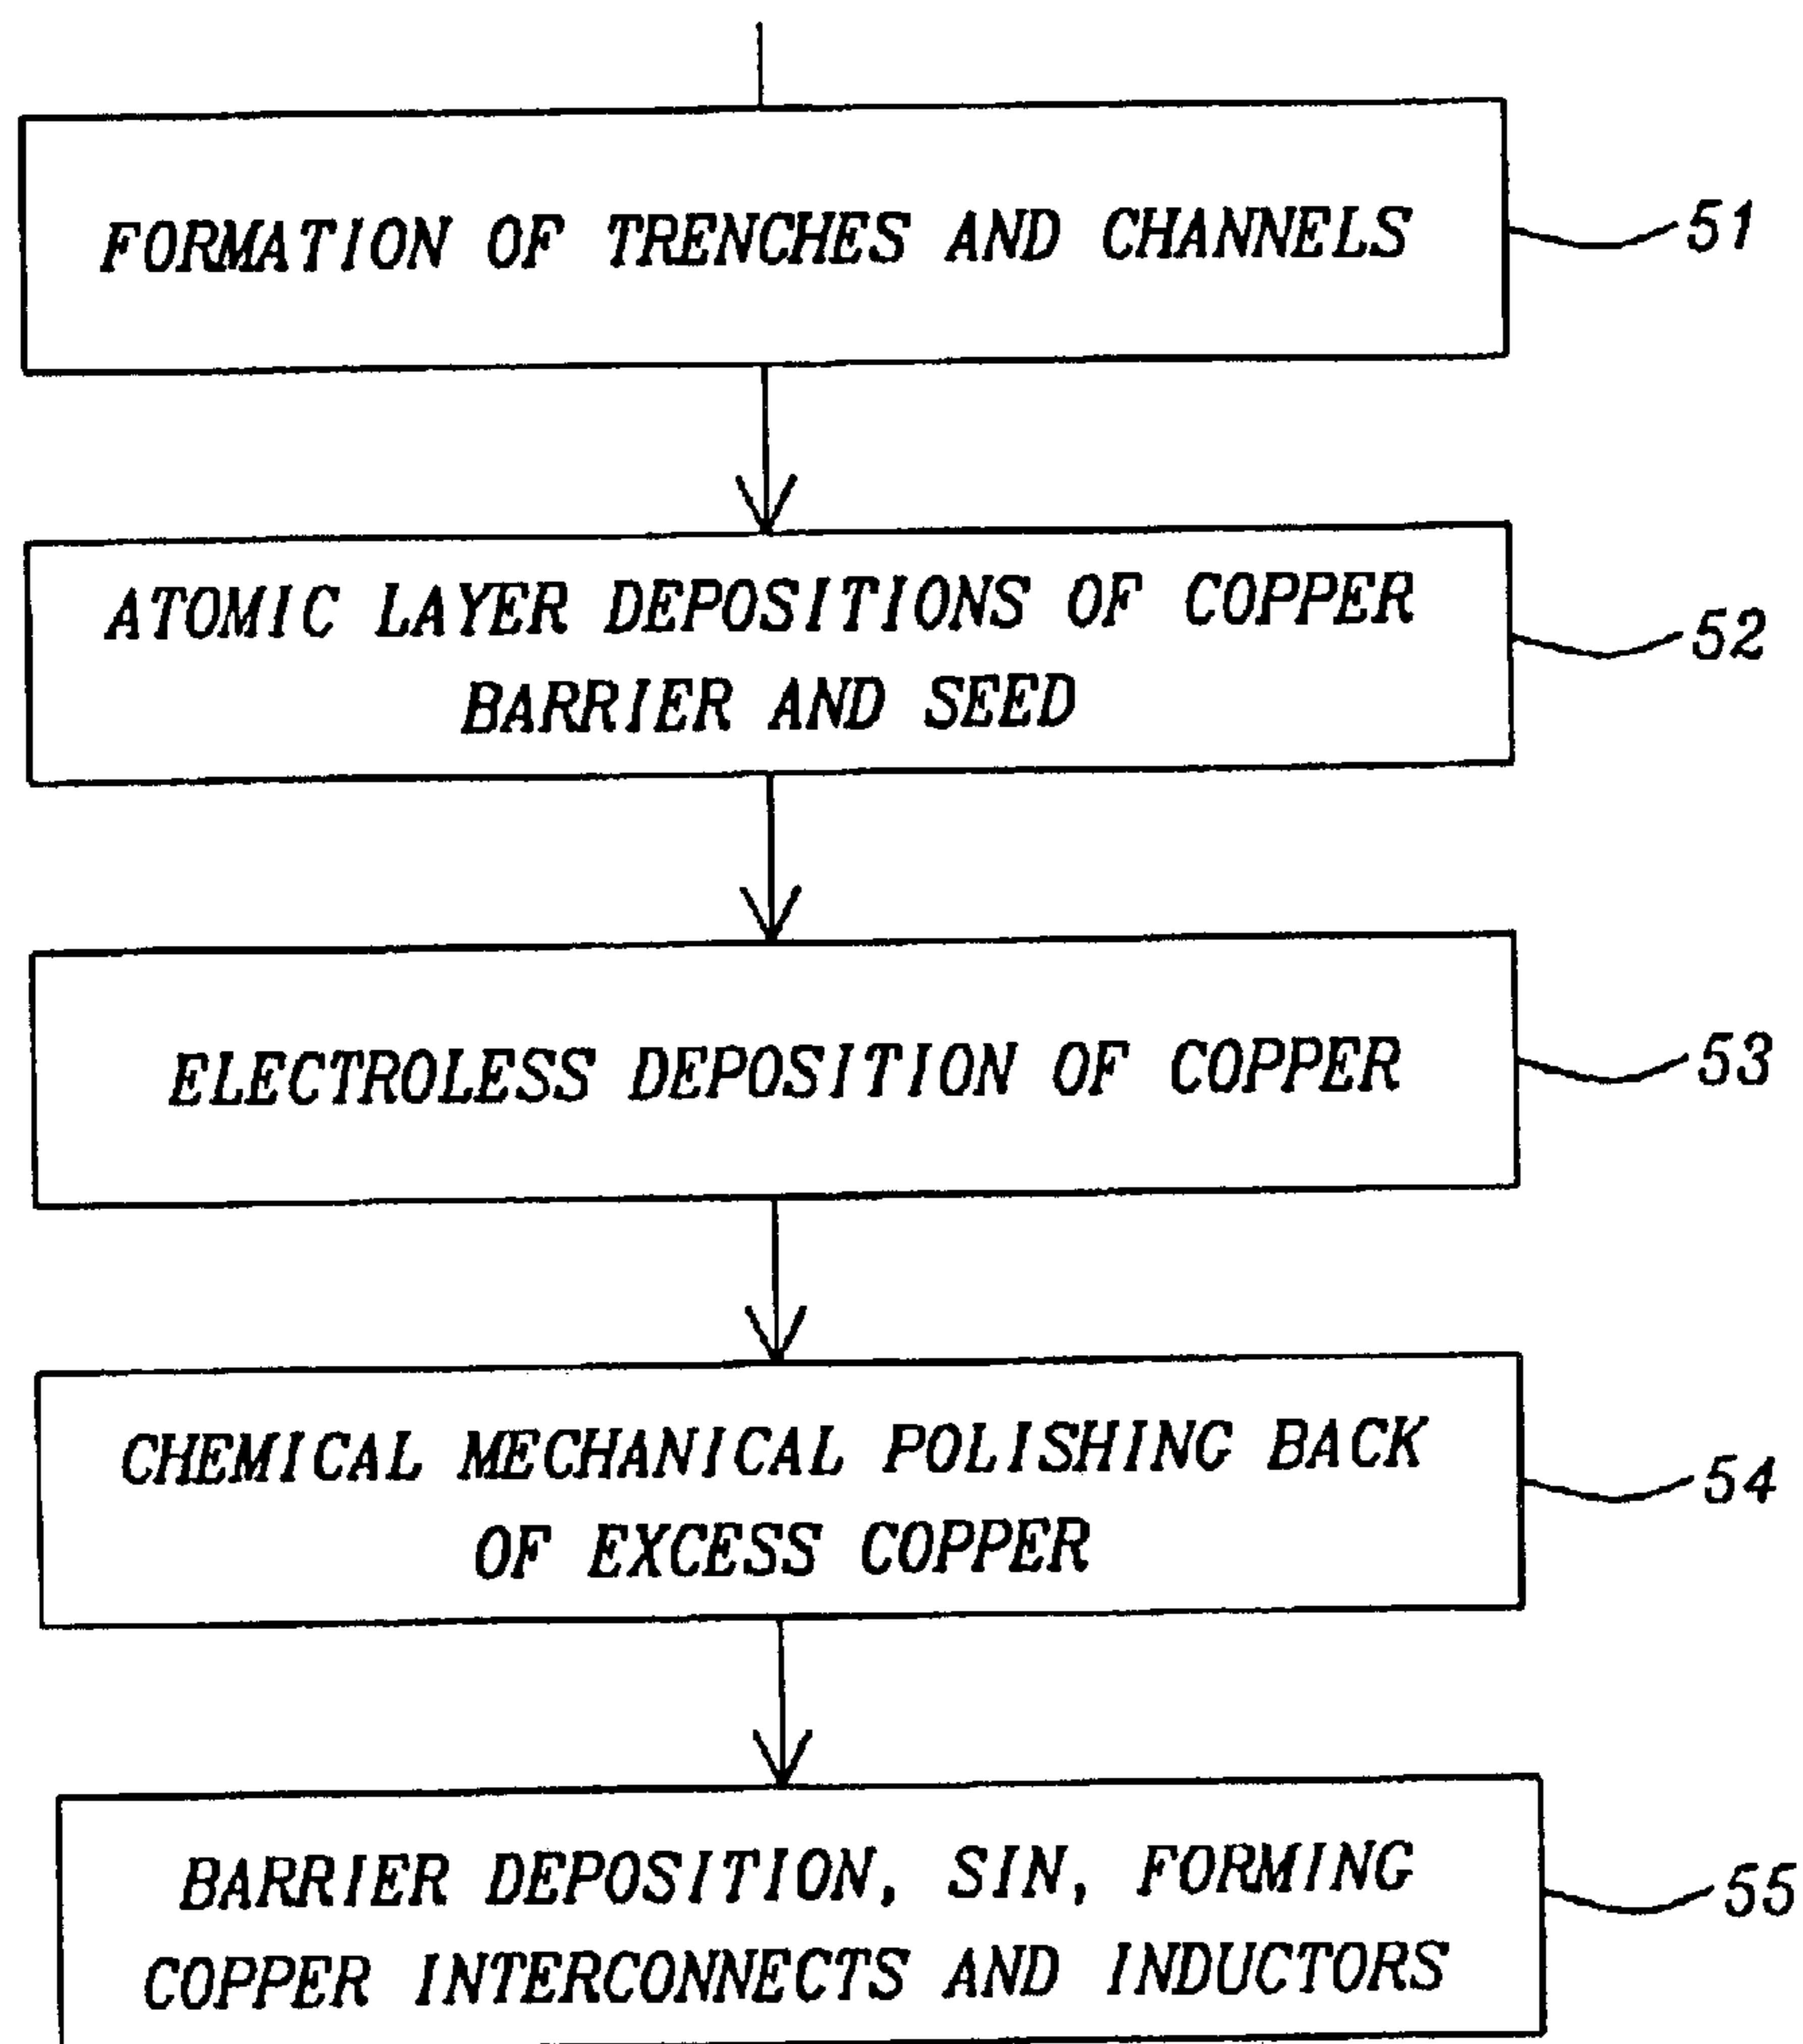 FORMATION OF TRENCHES AND CHANNELS
51
ATOMIC LAYER DEPOSITIONS OF COPPER
BARRIER AND SEED
52
ELECTROLESS DEPOSITION OF COPPER
53
CHEMICAL MECHANICAL POLISHING BACK
OF EXCESS COPPER
54
BARRIER DEPOSITION, SIN, FORMING
COPPER INTERCONNECTS AND INDUCTORS
55